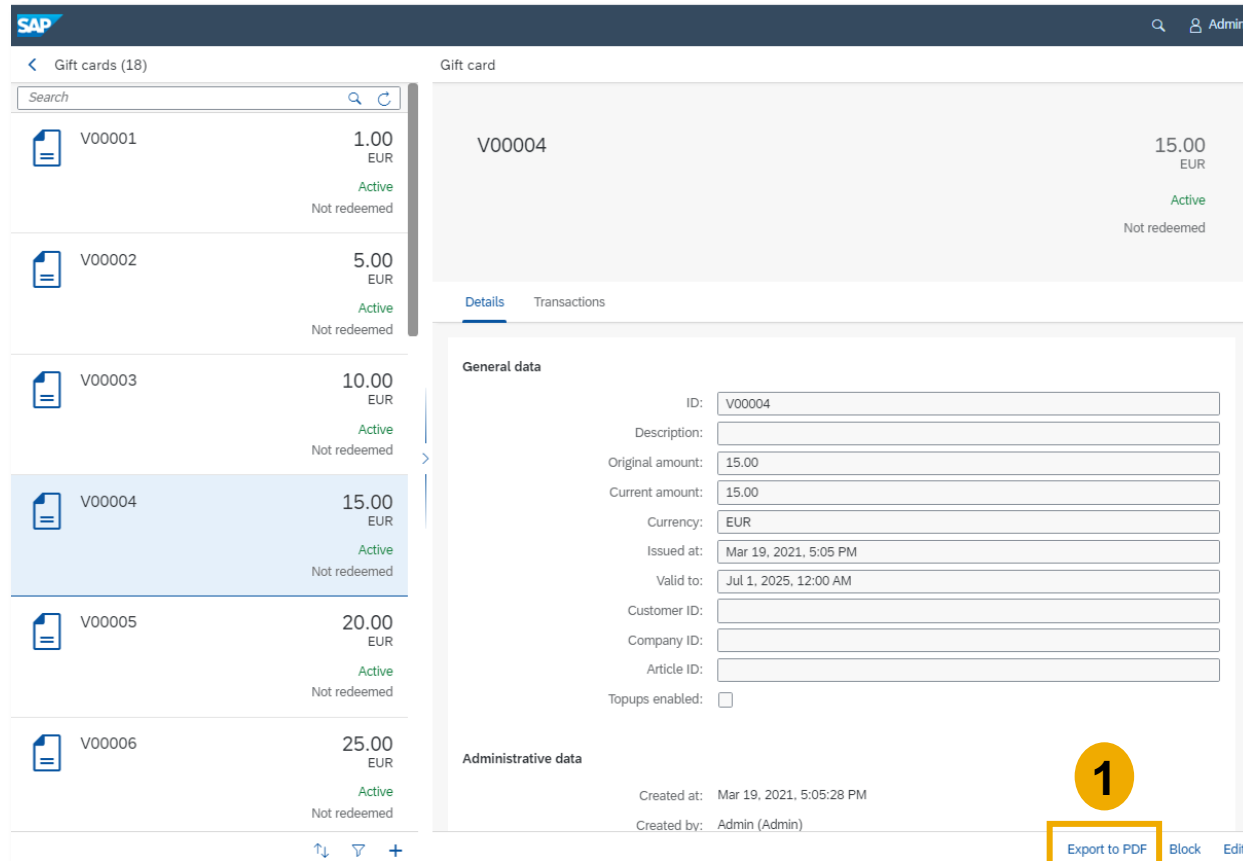 SAP
Admin
Gift cards (18)
Gift card
Search
V00001
1.00
EUR
Active
Not redeemed
V00002
5.00
EUR
Active
Not redeemed
V00003
10.00
EUR
Active
Not redeemed
V00004
15.00
EUR
Active
Not redeemed
V00005
20.00
EUR
Active
Not redeemed
V00006
25.00
EUR
Active
Not redeemed
V00004
15.00
EUR
Active
Not redeemed
Details Transactions
General data
ID: V00004
Description:
Original amount: 15.00
Current amount: 15.00
Currency: EUR
Issued at: Mar 19, 2021, 5:05 PM
Valid to: Jul 1, 2025, 12:00 AM
Customer ID:
Company ID:
Article ID:
Topups enabled:
Administrative data
Created at: Mar 19, 2021, 5:05:28 PM
Created by: Admin (Admin)
1
Export to PDF Block Edit